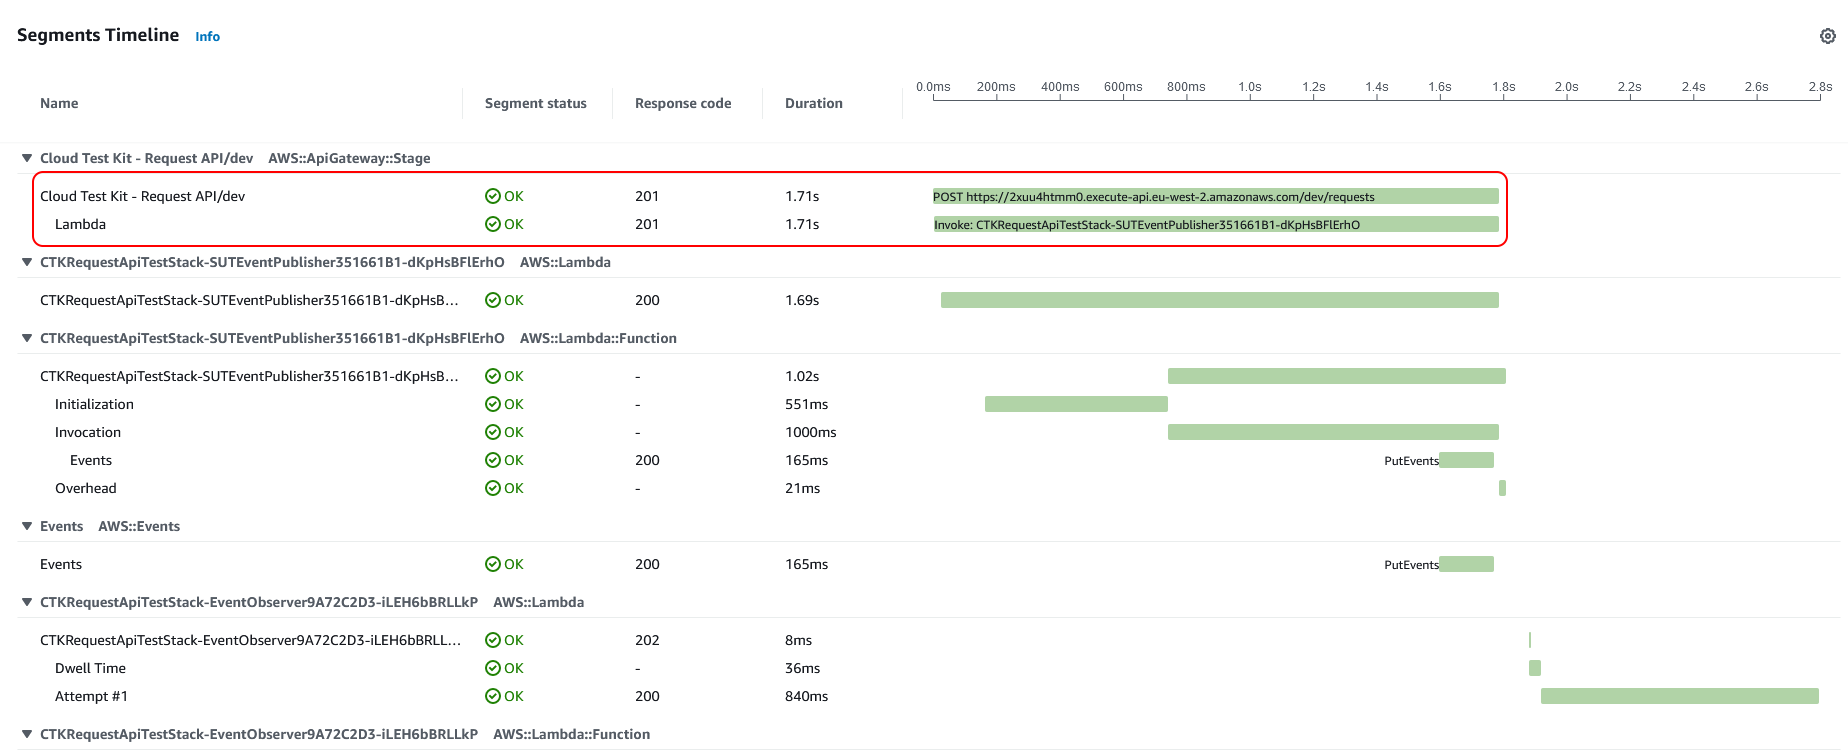 Segments Timeline Info
0.0ms 200ms 400ms 600ms 800ms 1.0s 1.2s 1.4s 1.6s 1.8s 2.0s 2.2s 2.4s 2.6s 2.8s
Name Segment status Response code Duration
Cloud Test Kit - Request API/dev AWS::ApiGateway::Stage
Cloud Test Kit - Request API/dev OK 201 1.71s POST https://2xuu4htmm0.execute-api.eu-west-2.amazonaws.com/dev/requests
Lambda OK 201 1.71s Invoke: CTKRequestApiTestStack-SUTEventPublisher351661B1-dKpHsBFlErhO
CTKRequestApiTestStack-SUTEventPublisher351661B1-dKpHsBFlErhO AWS::Lambda
CTKRequestApiTestStack-SUTEventPublisher351661B1-dKpHsB... OK 200 1.69s
CTKRequestApiTestStack-SUTEventPublisher351661B1-dKpHsBFlErhO AWS::Lambda::Function
CTKRequestApiTestStack-SUTEventPublisher351661B1-dKpHsB... OK - 1.02s
Initialization OK - 551ms
Invocation OK - 1000ms
Events OK 200 165ms PutEvents
Overhead OK - 21ms
Events AWS::Events
Events OK 200 165ms PutEvents
CTKRequestApiTestStack-EventObserver9A72C2D3-iLEH6bBRLLkP AWS::Lambda
CTKRequestApiTestStack-EventObserver9A72C2D3-iLEH6bBRLL... OK 202 8ms
Dwell Time OK - 36ms
Attempt #1 OK 200 840ms
CTKRequestApiTestStack-EventObserver9A72C2D3-iLEH6bBRLLkP AWS::Lambda::Function